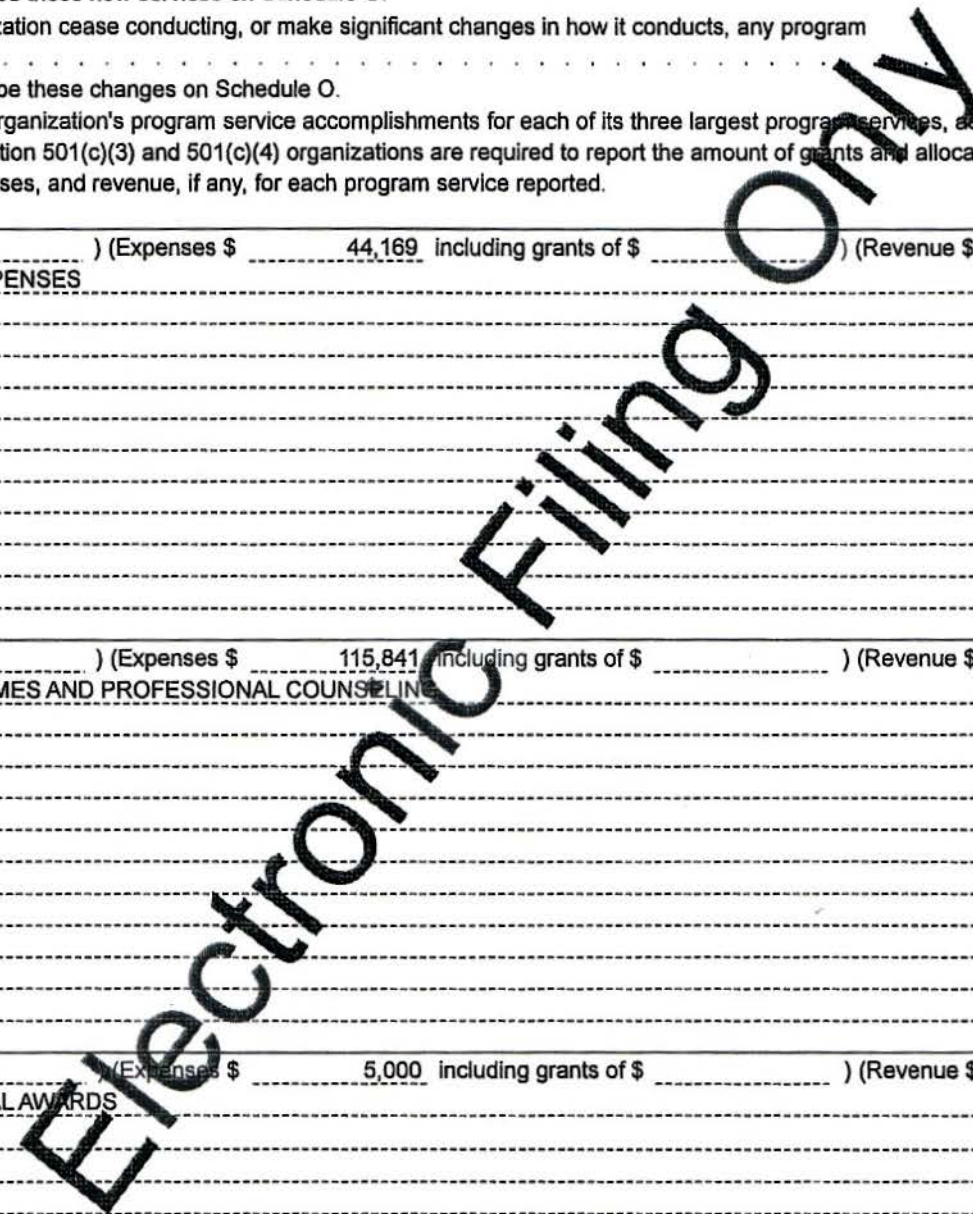 zation cease conducting, or make significant changes in how it conducts, any program
. . . . . . . . . . . . . . . . . . . . . . . . . . . . . .
be these changes on Schedule O.
rganization's program service accomplishments for each of its three largest program services, as
tion 501(c)(3) and 501(c)(4) organizations are required to report the amount of grants and alloca
ses, and revenue, if any, for each program service reported.
) (Expenses $ 44,169 including grants of $ ) (Revenue $
PENSES
) (Expenses $ 115,841 including grants of $ ) (Revenue $
MES AND PROFESSIONAL COUNSELING
) (Expenses $ 5,000 including grants of $ ) (Revenue $
L AWARDS
Electronic Filing Only